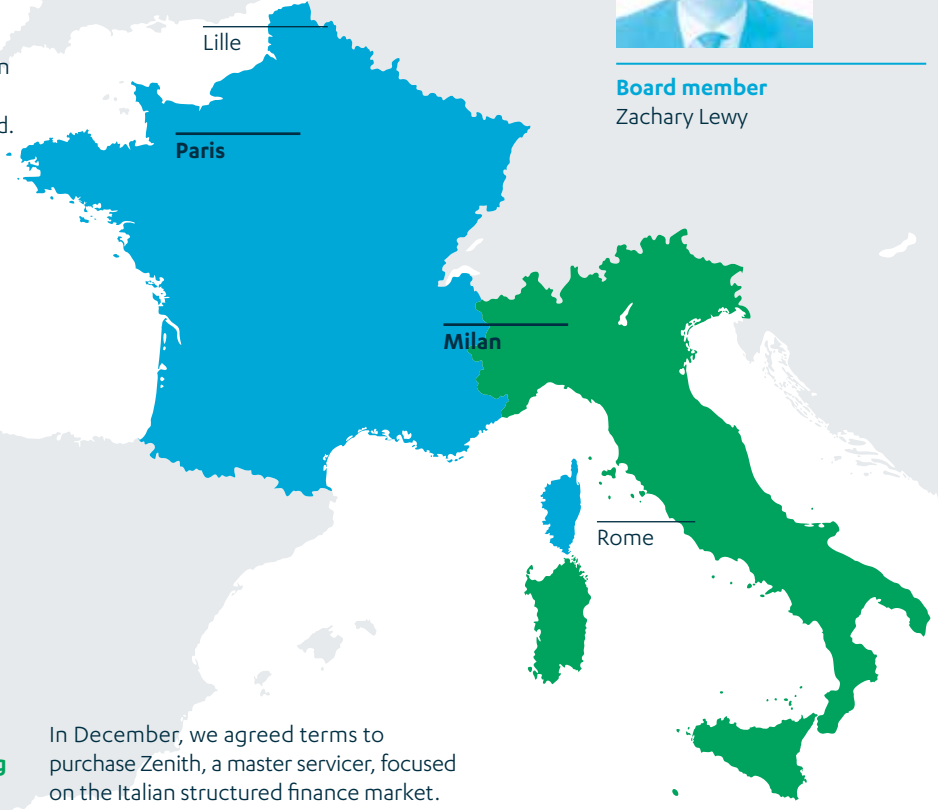 Lille
Paris
Board member
Zachary Lewy
Milan
Rome
In December, we agreed terms to
purchase Zenith, a master servicer, focused
on the Italian structured finance market.